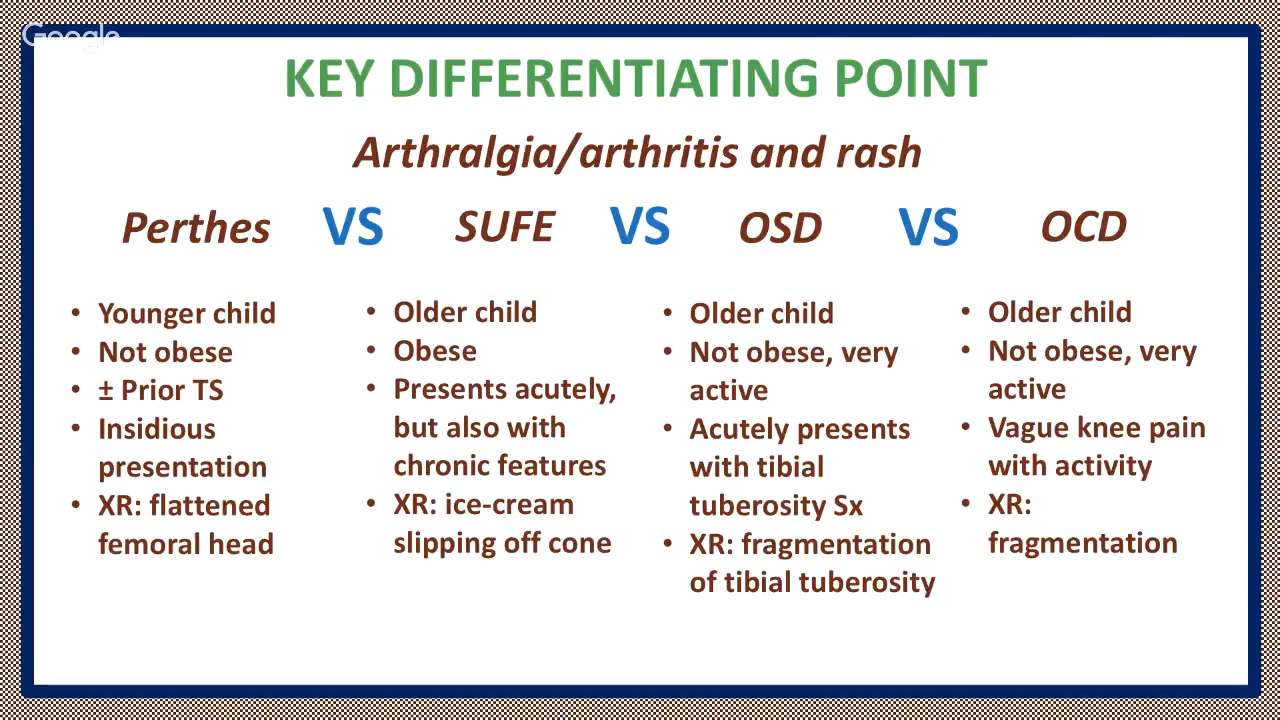 Google
KEY DIFFERENTIATING POINT
Arthralgia/arthritis and rash
Perthes VS SUFE VS OSD VS OCD
• Younger child
• Not obese
• ± Prior TS
• Insidious
presentation
• XR: flattened
femoral head
• Older child
• Obese
• Presents acutely,
but also with
chronic features
• XR: ice-cream
slipping off cone
• Older child
• Not obese, very
active
• Acutely presents
with tibial
tuberosity Sx
• XR: fragmentation
of tibial tuberosity
• Older child
• Not obese, very
active
• Vague knee pain
with activity
• XR:
fragmentation